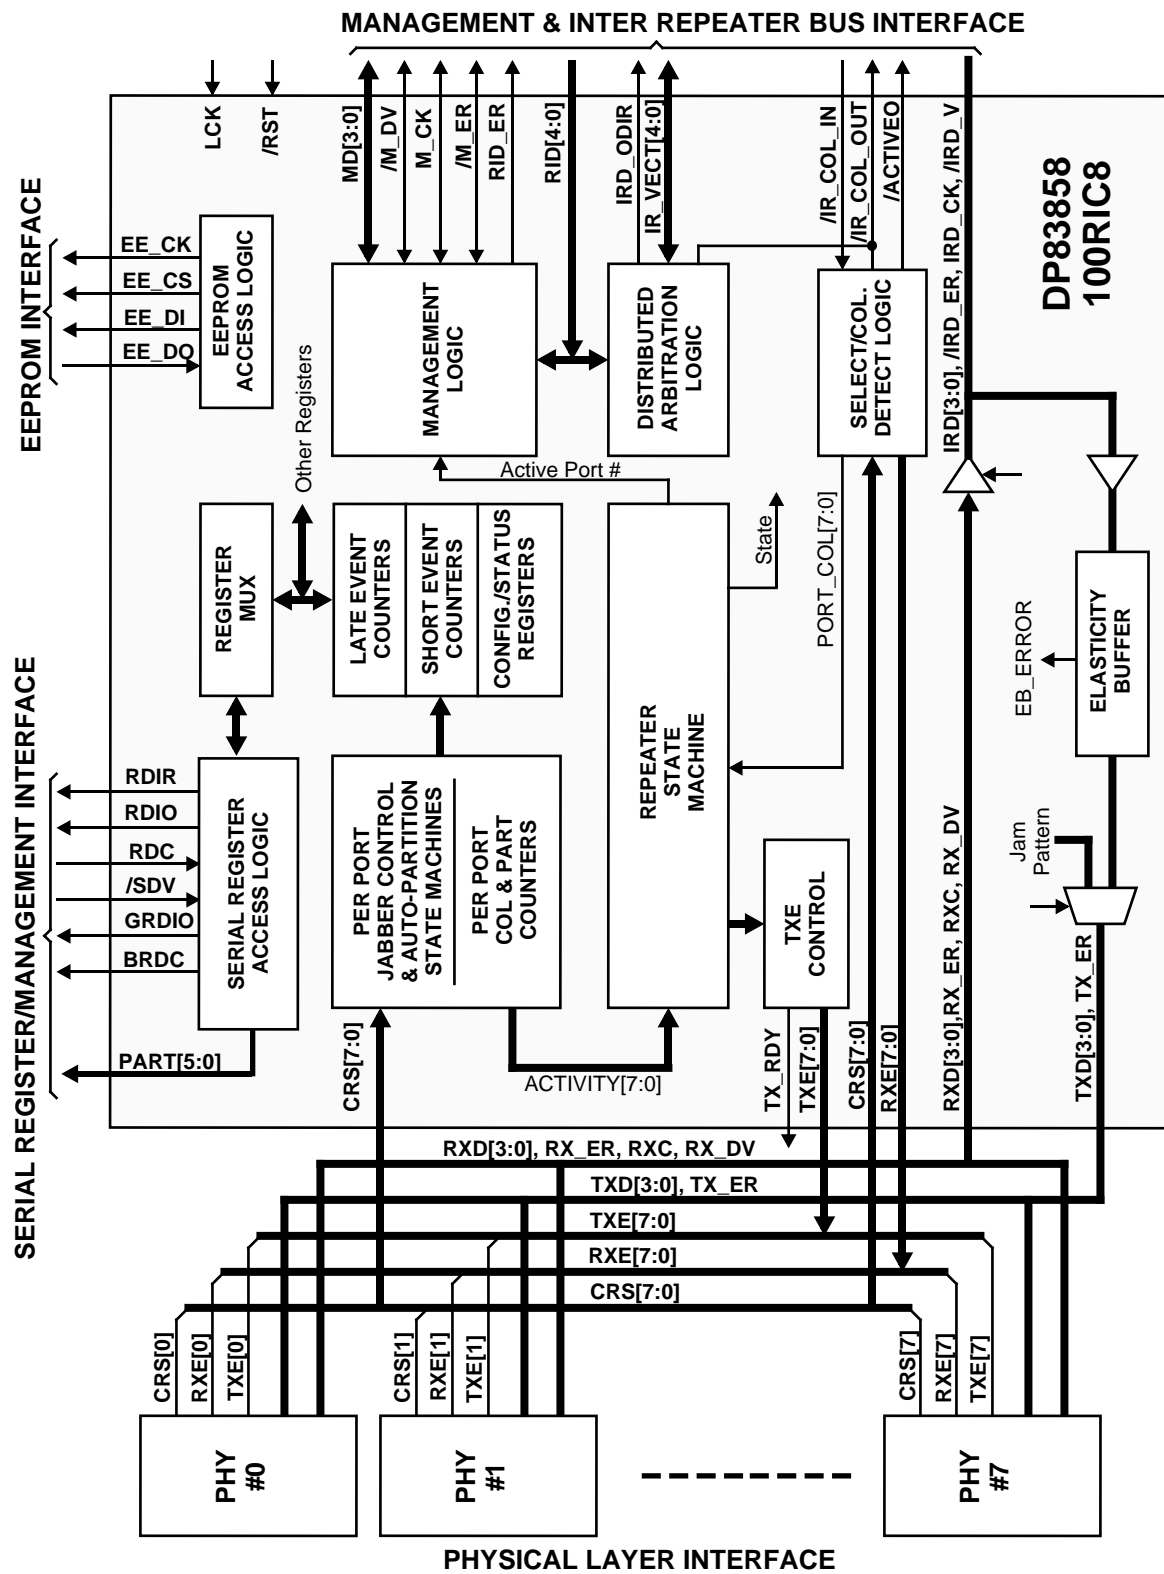 MANAGEMENT & INTER REPEATER BUS INTERFACE
LCK
/RST
MD[3:0]
/M_DV
M_CK
/M_ER
RID_ER
RID[4:0]
IRD_ODIR
IR_VECT[4:0]
/IR_COL_IN
/IR_COL_OUT
/ACTIVEO
IRD[3:0], /IRD_ER, IRD_CK, /IRD_V
DP83858
100RIC8
EEPROM INTERFACE
EE_CK
EE_CS
EE_DI
EE_DO
EEPROM
ACCESS LOGIC
Other Registers
MANAGEMENT
LOGIC
DISTRIBUTED
ARBITRATION
LOGIC
SELECT/COL.
DETECT LOGIC
Active Port #
REGISTER
MUX
LATE EVENT
COUNTERS
SHORT EVENT
COUNTERS
CONFIG./STATUS
REGISTERS
State
PORT_COL[7:0]
EB_ERROR
ELASTICITY
BUFFER
SERIAL REGISTER/MANAGEMENT INTERFACE
RDIR
RDIO
RDC
/SDV
GRDIO
BRDC
PART[5:0]
SERIAL REGISTER
ACCESS LOGIC
PER PORT
JABBER CONTROL
& AUTO-PARTITION
STATE MACHINES
PER PORT
COL & PART
COUNTERS
REPEATER
STATE
MACHINE
TXE
CONTROL
Jam
Pattern
CRS[7:0]
ACTIVITY[7:0]
TX_RDY
TXE[7:0]
CRS[7:0]
RXE[7:0]
RXD[3:0],RX_ER, RXC, RX_DV
TXD[3:0], TX_ER
RXD[3:0], RX_ER, RXC, RX_DV
TXD[3:0], TX_ER
TXE[7:0]
RXE[7:0]
CRS[7:0]
CRS[0]
RXE[0]
TXE[0]
CRS[1]
RXE[1]
TXE[1]
CRS[7]
RXE[7]
TXE[7]
PHY
#0
PHY
#1
PHY
#7
PHYSICAL LAYER INTERFACE